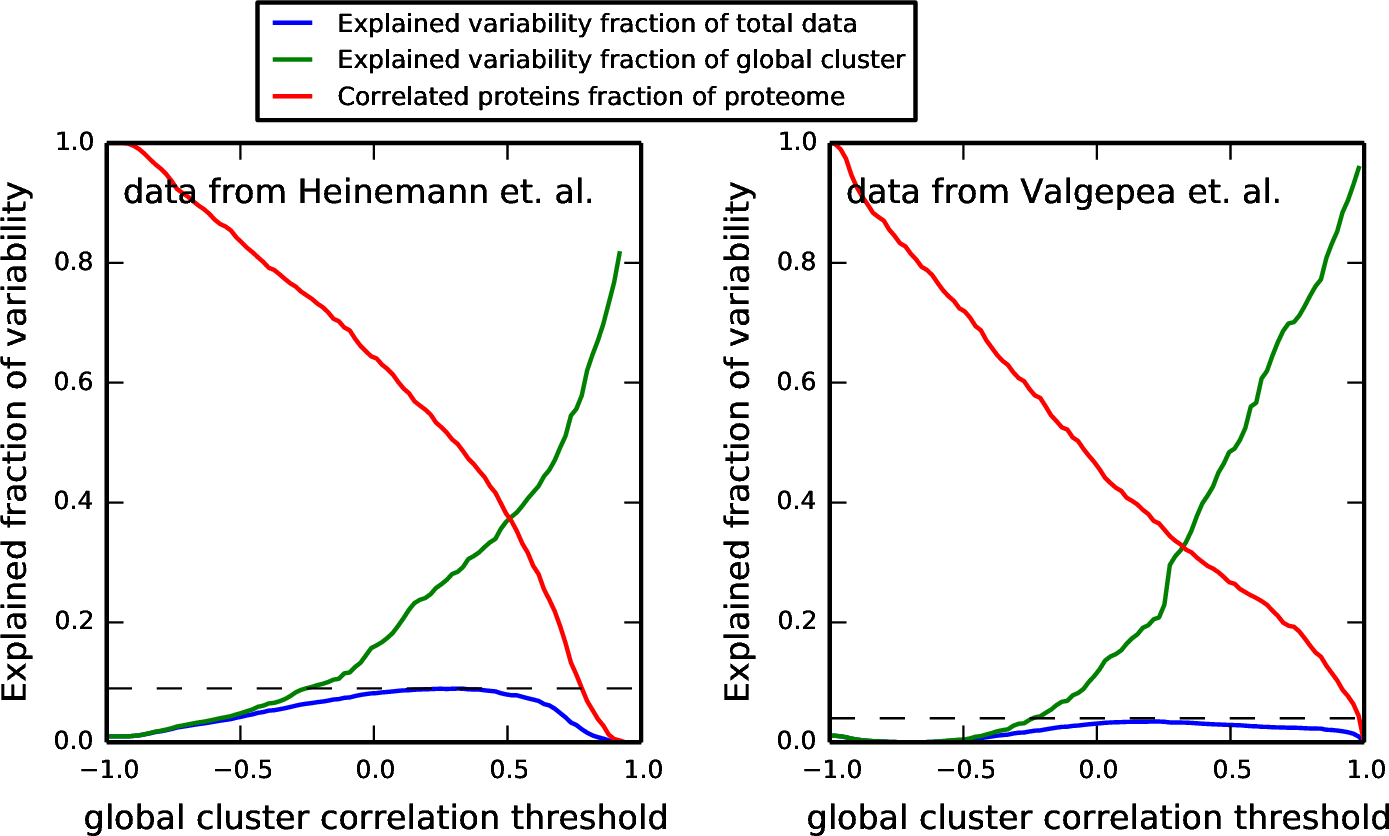 Explained variability fraction of total data
Explained variability fraction of global cluster
Correlated proteins fraction of proteome
Explained fraction of variability
1.0
0.8
0.6
0.4
0.2
0.0
data from Heinemann et. al.
−1.0 −0.5 0.0 0.5 1.0
global cluster correlation threshold
Explained fraction of variability
1.0
0.8
0.6
0.4
0.2
0.0
data from Valgepea et. al.
−1.0 −0.5 0.0 0.5 1.0
global cluster correlation threshold